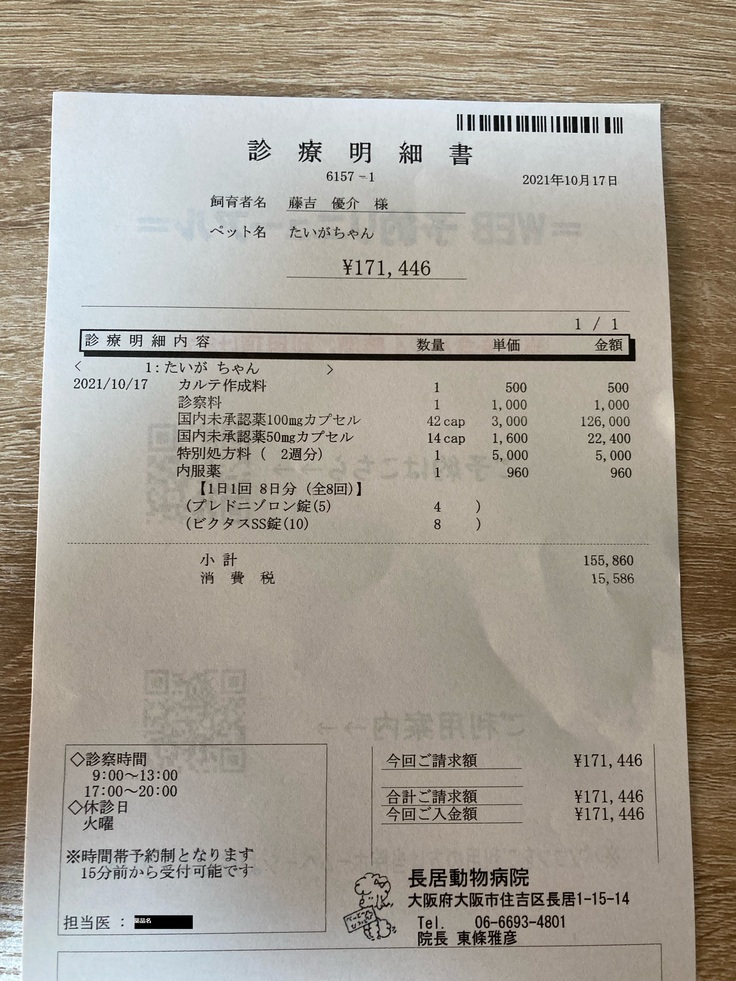 診療明細書
6157-1
2021年10月17日
飼育者名 藤吉 優介 様
ペット名 たいがちゃん
¥171,446
1 / 1
診療明細内容 数量 単価 金額
< 1:たいが ちゃん >
2021/10/17 カルテ作成料 1 500 500
診察料 1 1,000 1,000
国内未承認薬100mgカプセル 42cap 3,000 126,000
国内未承認薬50mgカプセル 14cap 1,600 22,400
特別処方料 ( 2週分) 1 5,000 5,000
内服薬 1 960 960
【1日1回 8日分 (全8回)】
(プレドニゾロン錠(5) 4 )
(ビクタスSS錠(10) 8 )
小計 155,860
消費税 15,586
◇診察時間
9:00～13:00
17:00～20:00
◇休診日
火曜
※時間帯予約制となります
15分前から受付可能です
担当医: 薬品名
今回ご請求額 ¥171,446
合計ご請求額 ¥171,446
今回ご入金額 ¥171,446
長居動物病院
大阪府大阪市住吉区長居1-15-14
Tel. 06-6693-4801
院長 東條雅彦